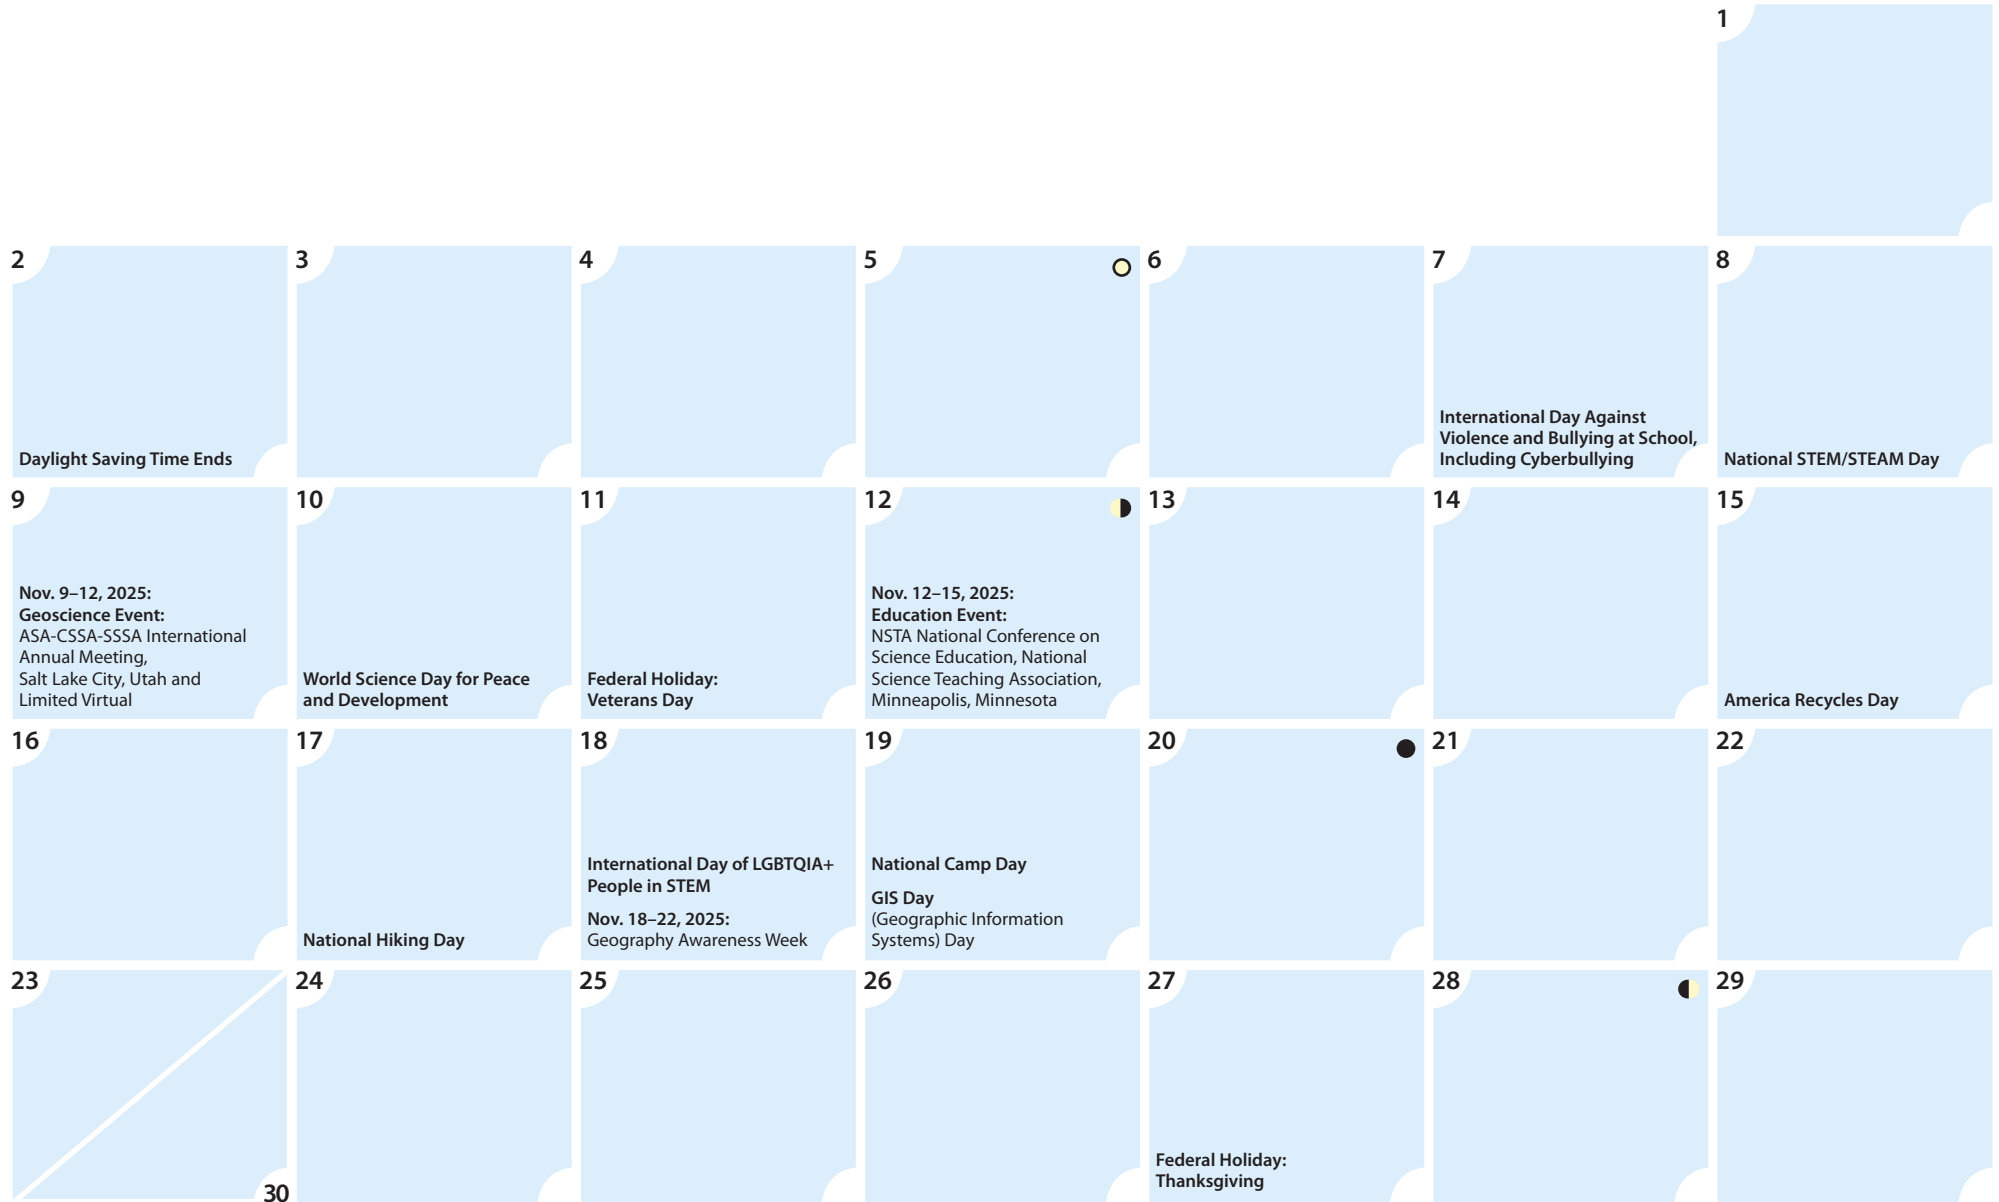 1
2
3
4
5
6
7
8
Daylight Saving Time Ends
International Day Against
Violence and Bullying at School,
Including Cyberbullying
National STEM/STEAM Day
9
10
11
12
13
14
15
Nov. 9–12, 2025:
Geoscience Event:
ASA-CSSA-SSSA International
Annual Meeting,
Salt Lake City, Utah and
Limited Virtual
World Science Day for Peace
and Development
Federal Holiday:
Veterans Day
Nov. 12–15, 2025:
Education Event:
NSTA National Conference on
Science Education, National
Science Teaching Association,
Minneapolis, Minnesota
America Recycles Day
16
17
18
19
20
21
22
National Hiking Day
International Day of LGBTQIA+
People in STEM
Nov. 18–22, 2025:
Geography Awareness Week
National Camp Day
GIS Day
(Geographic Information
Systems) Day
23
24
25
26
27
28
29
30
Federal Holiday:
Thanksgiving